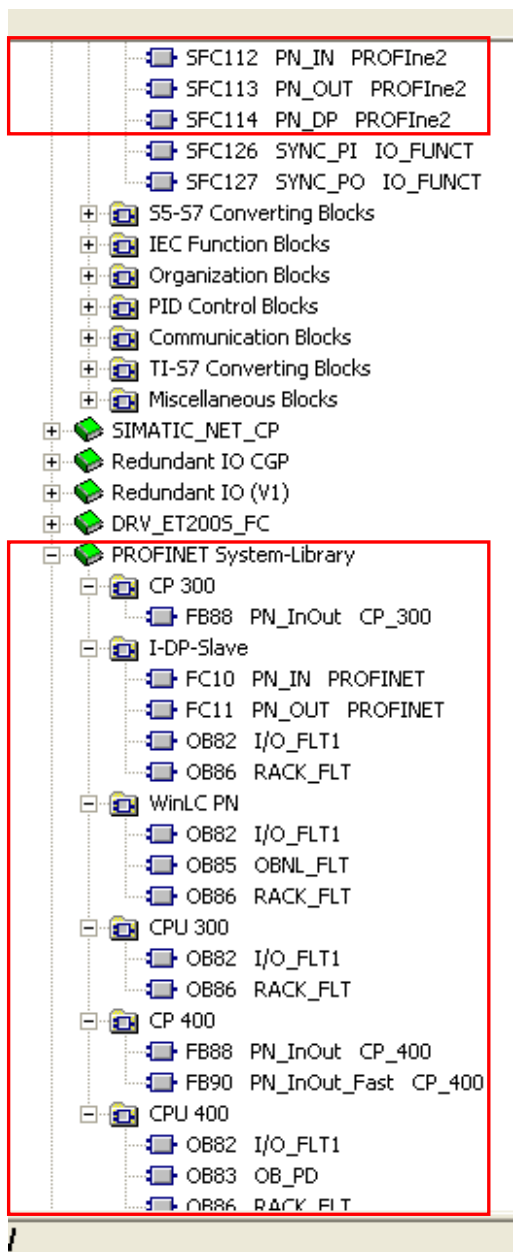 SFC112 PN_IN PROFIne2
SFC113 PN_OUT PROFIne2
SFC114 PN_DP PROFIne2
SFC126 SYNC_PI IO_FUNCT
SFC127 SYNC_PO IO_FUNCT
S5-S7 Converting Blocks
IEC Function Blocks
Organization Blocks
PID Control Blocks
Communication Blocks
TI-S7 Converting Blocks
Miscellaneous Blocks
SIMATIC_NET_CP
Redundant IO CGP
Redundant IO (V1)
DRV_ET200S_FC
PROFINET System-Library
CP 300
FB88 PN_InOut CP_300
I-DP-Slave
FC10 PN_IN PROFINET
FC11 PN_OUT PROFINET
OB82 I/O_FLT1
OB86 RACK_FLT
WinLC PN
OB82 I/O_FLT1
OB85 OBNL_FLT
OB86 RACK_FLT
CPU 300
OB82 I/O_FLT1
OB86 RACK_FLT
CP 400
FB88 PN_InOut CP_400
FB90 PN_InOut_Fast CP_400
CPU 400
OB82 I/O_FLT1
OB83 OB_PD
OB86 RACK_FLT